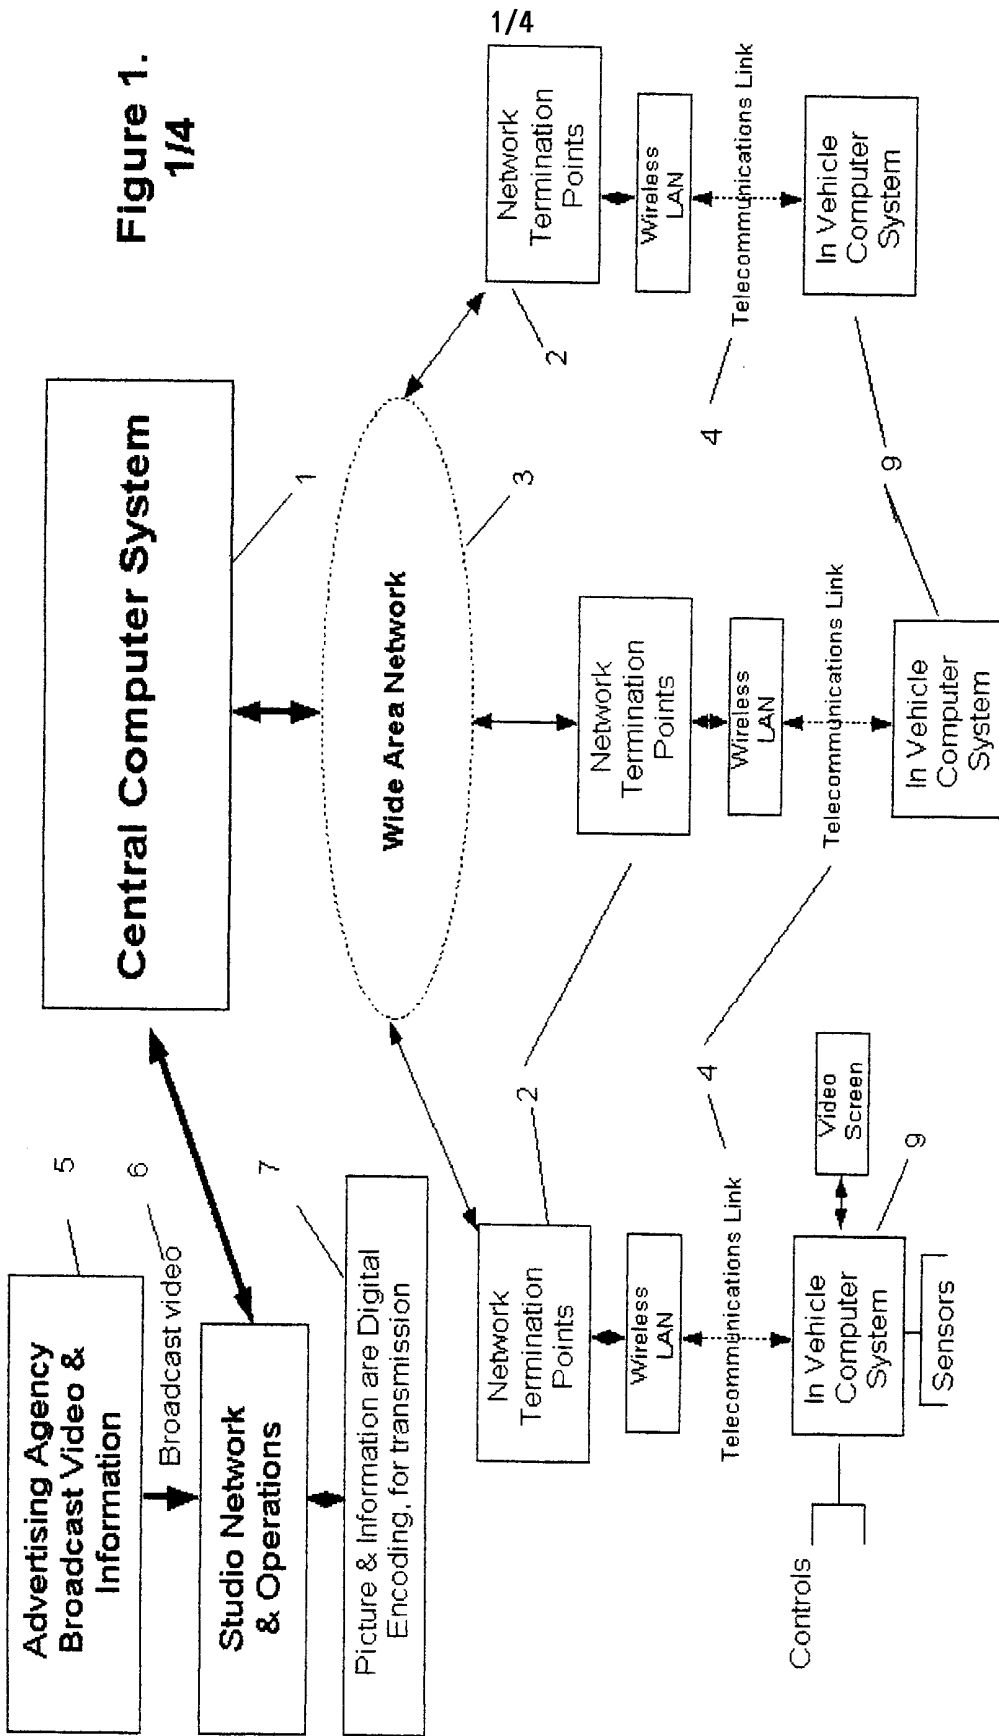 1/4
Figure 1.
1/4
Advertising Agency
Broadcast Video &
Information
5
Broadcast video
6
Studio Network
& Operations
Picture & Information are Digital
Encoding, for transmission
7
Central Computer System
1
Wide Area Network
3
Network
Termination
Points
2
Wireless
LAN
Telecommunications Link
4
In Vehicle
Computer
System
9
Video
Screen
Sensors
Controls
Network
Termination
Points
Wireless
LAN
Telecommunications Link
In Vehicle
Computer
System
9
Network
Termination
Points
2
Wireless
LAN
Telecommunications Link
4
In Vehicle
Computer
System